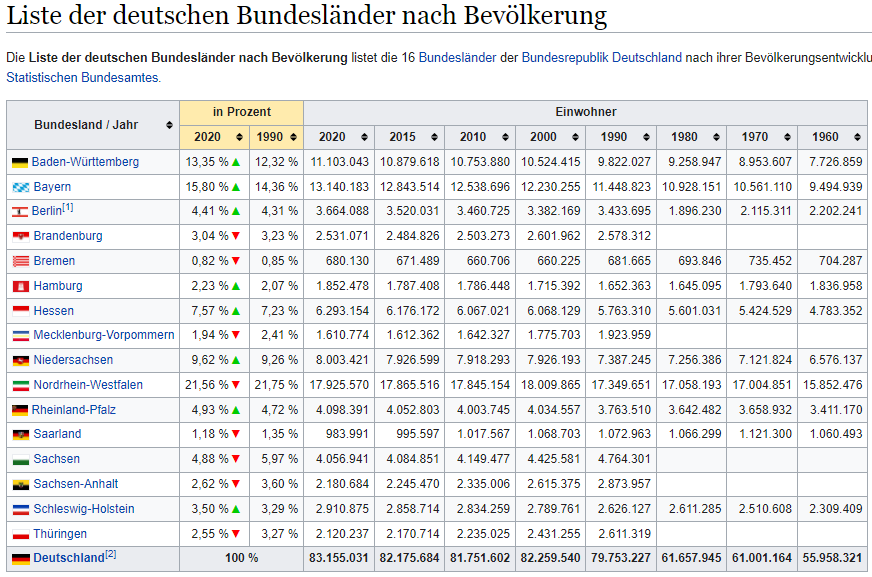 Liste der deutschen Bundesländer nach Bevölkerung
Die Liste der deutschen Bundesländer nach Bevölkerung listet die 16 Bundesländer der Bundesrepublik Deutschland nach ihrer
Statistischen Bundesamtes.
in Prozent Einwohner
Bundesland / Jahr
2020 1990 2020 2015 2010 2000 1990 1980 1970 1960
Baden-Württemberg 13,35 % ▲ 12,32 % 11.103.043 10.879.618 10.753.880 10.524.415 9.822.027 9.258.947 8.953.607 7.726.859
Bayern 15,80 % ▲ 14,36 % 13.140.183 12.843.514 12.538.696 12.230.255 11.448.823 10.928.151 10.561.110 9.494.939
Berlin[1] 4,41 % ▲ 4,31 % 3.664.088 3.520.031 3.460.725 3.382.169 3.433.695 1.896.230 2.115.311 2.202.241
Brandenburg 3,04 % ▼ 3,23 % 2.531.071 2.484.826 2.503.273 2.601.962 2.578.312
Bremen 0,82 % ▼ 0,85 % 680.130 671.489 660.706 660.225 681.665 693.846 735.452 704.287
Hamburg 2,23 % ▲ 2,07 % 1.852.478 1.787.408 1.786.448 1.715.392 1.652.363 1.645.095 1.793.640 1.836.958
Hessen 7,57 % ▲ 7,23 % 6.293.154 6.176.172 6.067.021 6.068.129 5.763.310 5.601.031 5.424.529 4.783.352
Mecklenburg-Vorpommern 1,94 % ▼ 2,41 % 1.610.774 1.612.362 1.642.327 1.775.703 1.923.959
Niedersachsen 9,62 % ▲ 9,26 % 8.003.421 7.926.599 7.918.293 7.926.193 7.387.245 7.256.386 7.121.824 6.576.137
Nordrhein-Westfalen 21,56 % ▼ 21,75 % 17.925.570 17.865.516 17.845.154 18.009.865 17.349.651 17.058.193 17.004.851 15.852.476
Rheinland-Pfalz 4,93 % ▲ 4,72 % 4.098.391 4.052.803 4.003.745 4.034.557 3.763.510 3.642.482 3.658.932 3.411.170
Saarland 1,18 % ▼ 1,35 % 983.991 995.597 1.017.567 1.068.703 1.072.963 1.066.299 1.121.300 1.060.493
Sachsen 4,88 % ▼ 5,97 % 4.056.941 4.084.851 4.149.477 4.425.581 4.764.301
Sachsen-Anhalt 2,62 % ▼ 3,60 % 2.180.684 2.245.470 2.335.006 2.615.375 2.873.957
Schleswig-Holstein 3,50 % ▲ 3,29 % 2.910.875 2.858.714 2.834.259 2.789.761 2.626.127 2.611.285 2.510.608 2.309.409
Thüringen 2,55 % ▼ 3,27 % 2.120.237 2.170.714 2.235.025 2.431.255 2.611.319
Deutschland[2] 100 % 83.155.031 82.175.684 81.751.602 82.259.540 79.753.227 61.657.945 61.001.164 55.958.321